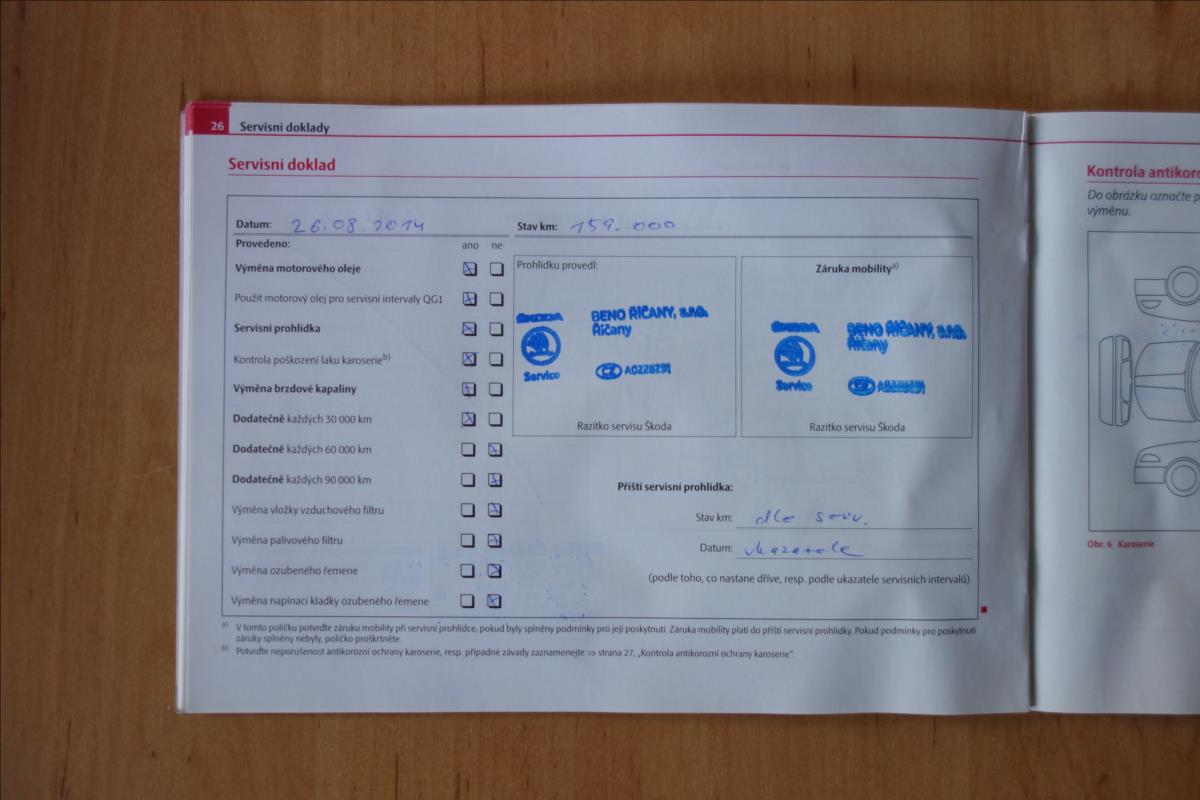 26 Servisní doklady
Servisní doklad
Datum: 26.08.2014 Stav km: 159.000
Provedeno: ano ne
Výměna motorového oleje
Použit motorový olej pro servisní intervaly QG1
Servisní prohlídka
Kontrola poškození laku karoserie b)
Výměna brzdové kapaliny
Dodatečně každých 30 000 km
Dodatečně každých 60 000 km
Dodatečně každých 90 000 km
Výměna vložky vzduchového filtru
Výměna palivového filtru
Výměna ozubeného řemene
Výměna napínací kladky ozubeného řemene
Prohlídku provedl:
ŠKODA
Service
BENO ŘÍČANY, s.r.o.
Říčany
CZ A0228291
Razítko servisu Škoda
Záruka mobility a)
ŠKODA
Service
BENO ŘÍČANY, s.r.o.
Říčany
CZ A0228291
Razítko servisu Škoda
Příští servisní prohlídka:
Stav km: dle serv.
Datum: ukazatele
(podle toho, co nastane dříve, resp. podle ukazatele servisních intervalů)
a) V tomto políčku potvrďte záruku mobility při servisní prohlídce, pokud byly splněny podmínky pro její poskytnutí. Záruka mobility platí do příští servisní prohlídky. Pokud podmínky pro poskytnutí
záruky splněny nebyly, políčko proškrtněte.
b) Potvrďte neporušenost antikorozní ochrany karoserie, resp. případné závady zaznamenejte ⇒ strana 27, „Kontrola antikorozní ochrany karoserie“.
Kontrola antikoro
Do obrázku označte p
výměnu.
Obr. 6 Karoserie